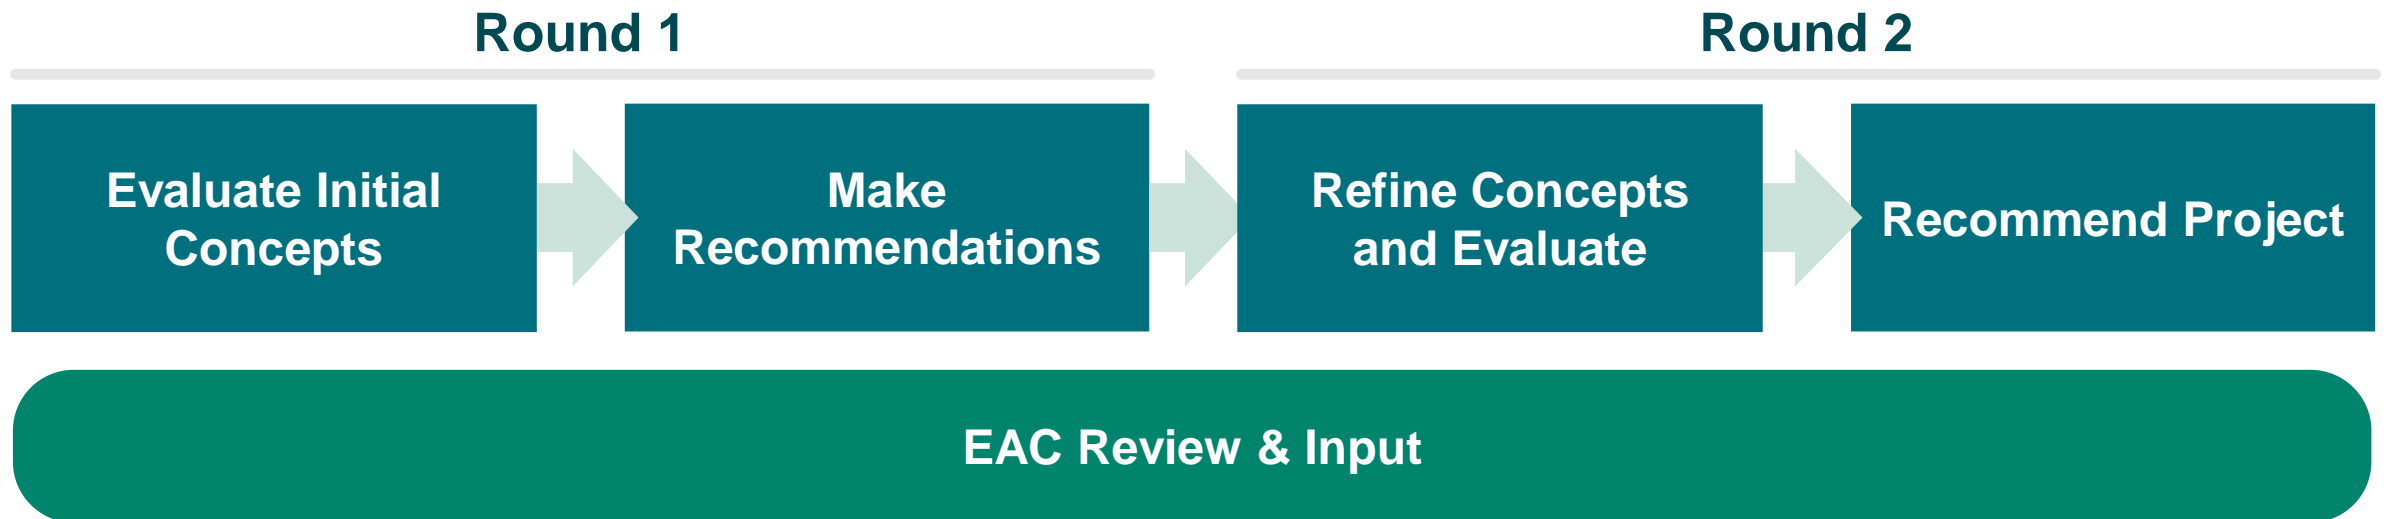 Round 1
Round 2
Evaluate Initial
Concepts
Make
Recommendations
Refine Concepts
and Evaluate
Recommend Project
EAC Review & Input